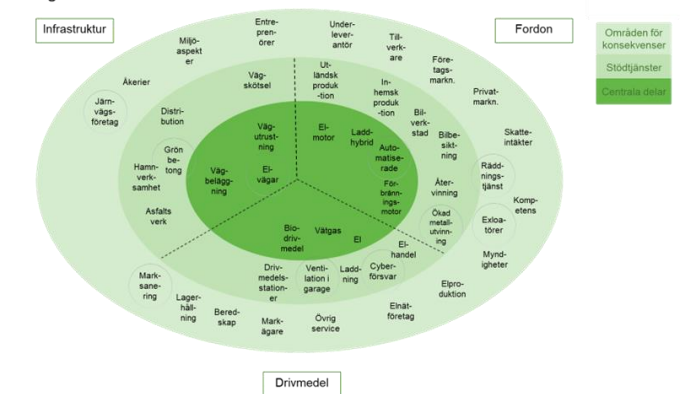 Infrastruktur
Fordon
Drivmedel
Områden för
konsekvenser
Stödtjänster
Centrala delar
Entre-
pren-
örer
Under-
lever-
antör
Till-
verk-
are
Miljö-
aspekt
er
Före-
tags-
markn.
Privat-
markn.
Åkerier
Järn-
vägs-
företag
Skatte-
intäkter
Rädd-
nings-
tjänst
Komp-
etens
Exloa-
törer
Mynd-
igheter
Elpro-
duktion
Elnät-
företag
Övrig
service
Mark-
ägare
Bered-
skap
Lager-
håll-
ning
Mark-
sane-
ring
Väg-
skötsel
Ut-
ländsk
produk
-tion
In-
hemsk
produk
-tion
Bil-
verk-
stad
Bilbe-
sikt-
ning
Åter-
vinning
Ökad
metall-
utvinn-
ing
El-
handel
Cyber-
försvar
Ladd-
ning
Venti-
lation i
garage
Driv-
medels-
station-
er
Distri-
bution
Grön
be-
tong
Hamn-
verk-
samhet
Asfalts
verk
Väg-
utrust-
ning
Väg-
belägg-
ning
El-
vägar
El-
motor
Ladd-
hybrid
Auto-
matise-
rade
För-
bränn-
ings-
motor
Bio-
driv-
medel
Vätgas
El